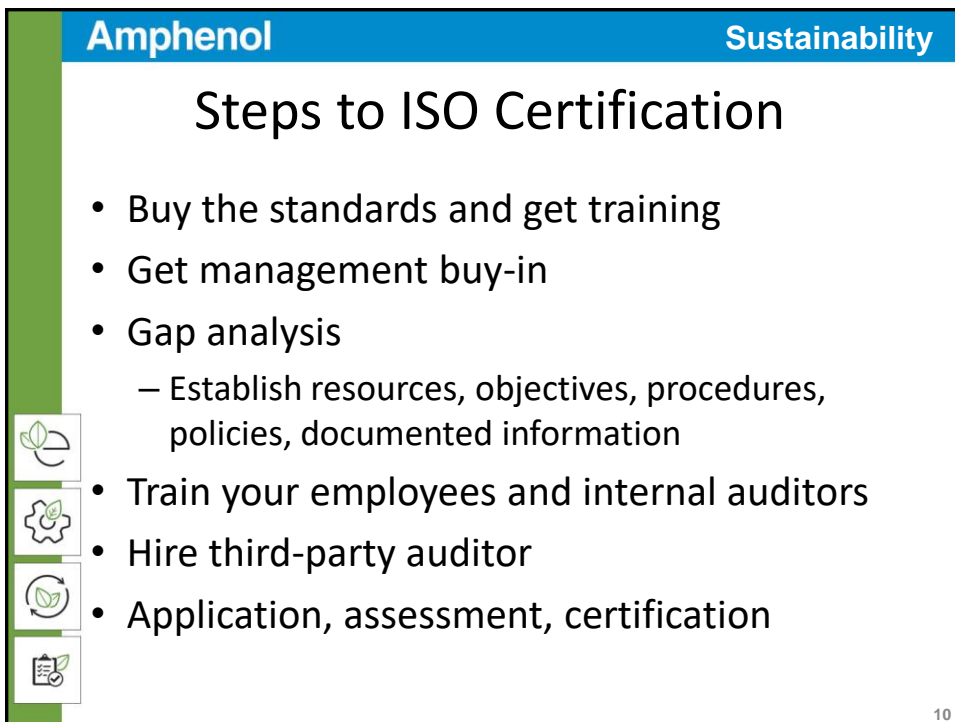 Amphenol
Sustainability
Steps to ISO Certification
• Buy the standards and get training
• Get management buy-in
• Gap analysis
– Establish resources, objectives, procedures,
policies, documented information
• Train your employees and internal auditors
• Hire third-party auditor
• Application, assessment, certification
10